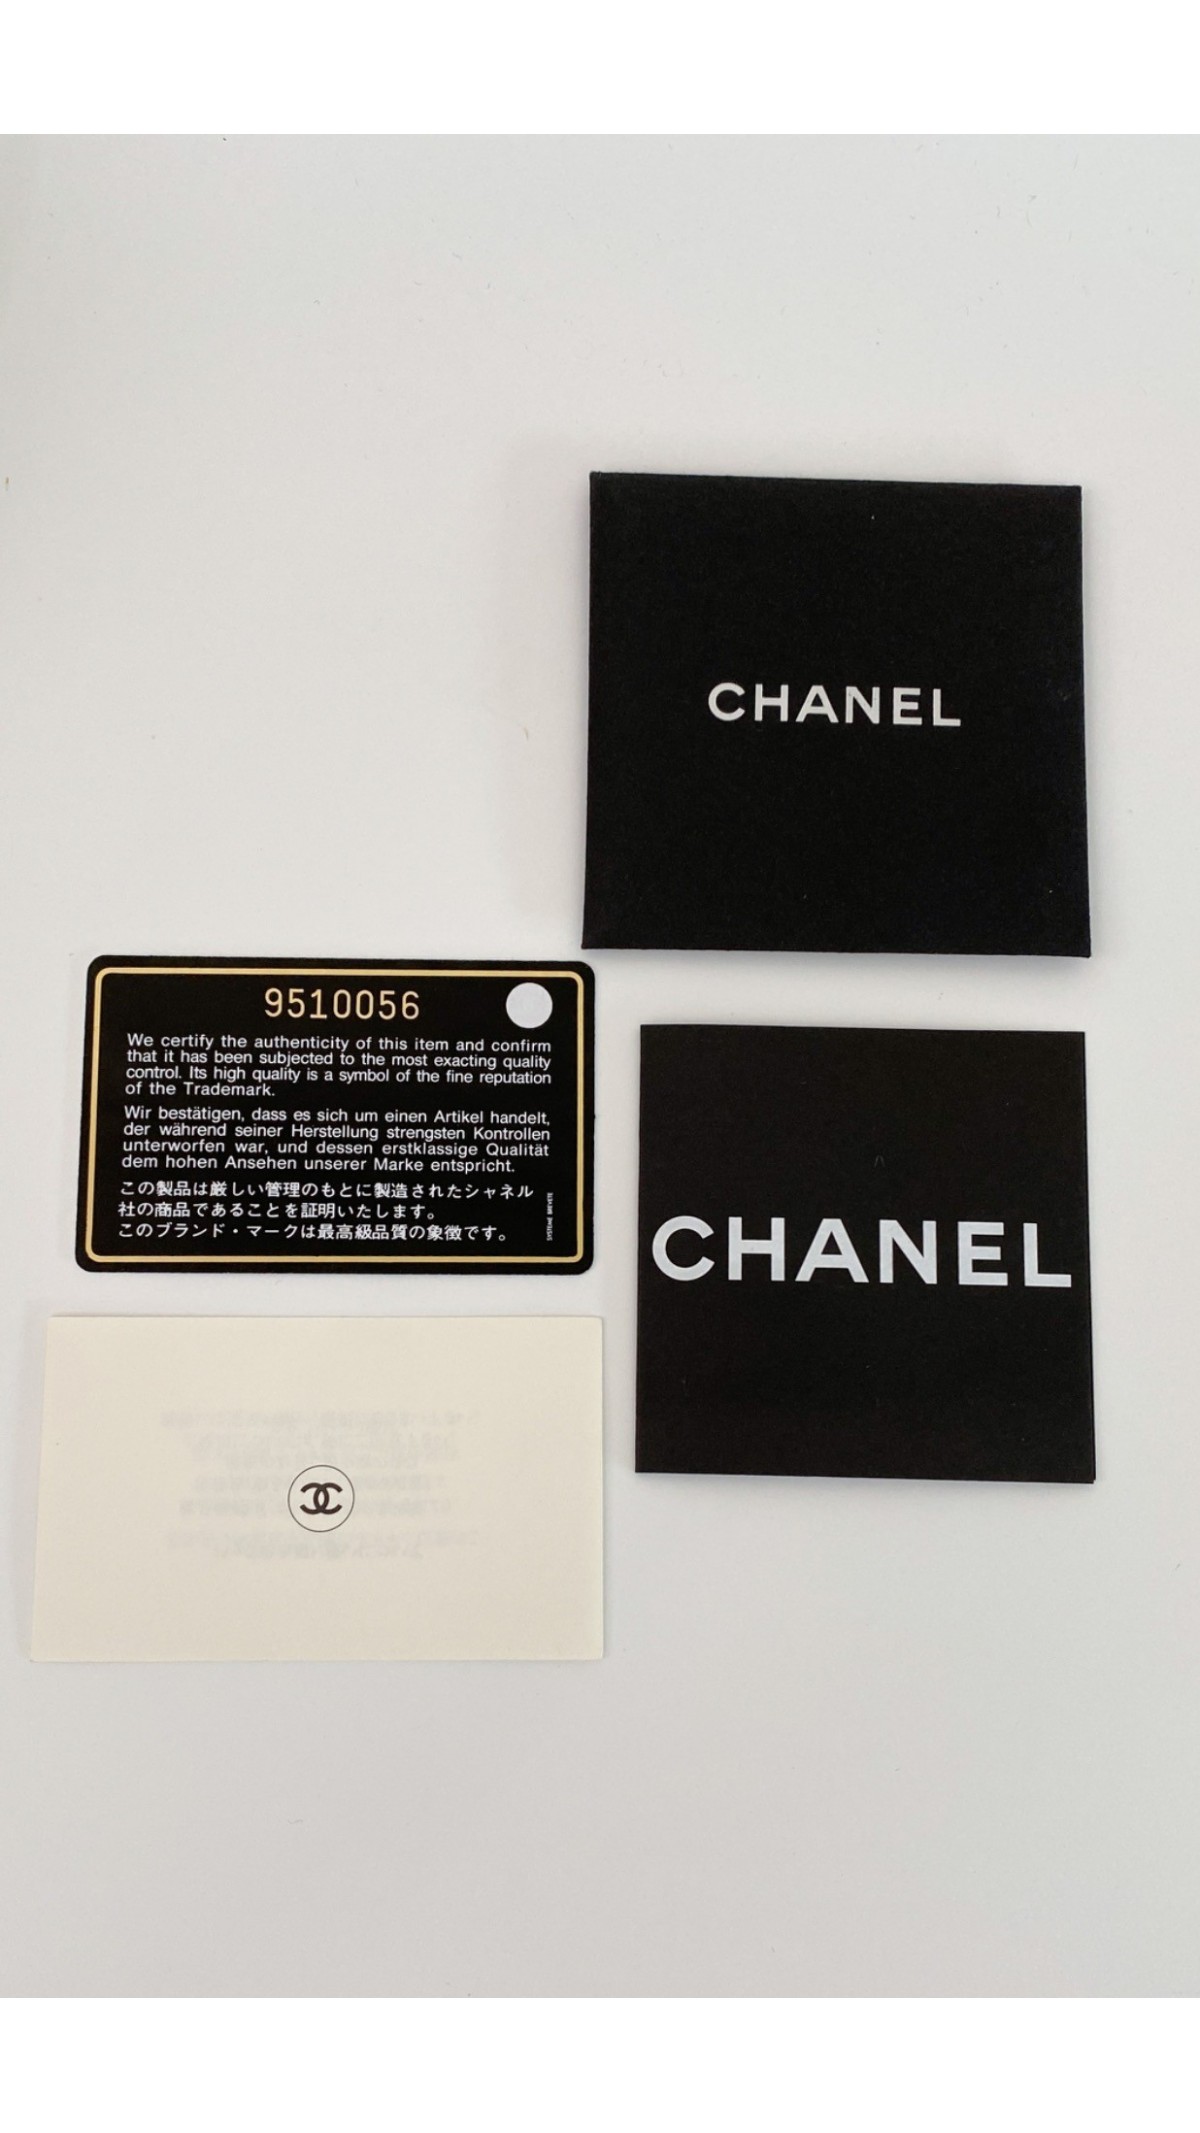 CHANEL
9510056
We certify the authenticity of this item and confirm
that it has been subjected to the most exacting quality
control. Its high quality is a symbol of the fine reputation
of the Trademark.
Wir bestätigen, dass es sich um einen Artikel handelt,
der während seiner Herstellung strengsten Kontrollen
unterworfen war, und dessen erstklassige Qualität
dem hohen Ansehen unserer Marke entspricht.
この製品は厳しい管理のもとに製造されたシャネル
社の商品であることを証明いたします。
このブランド・マークは最高級品質の象徴です。
SYSTEME BREVETE
CHANEL